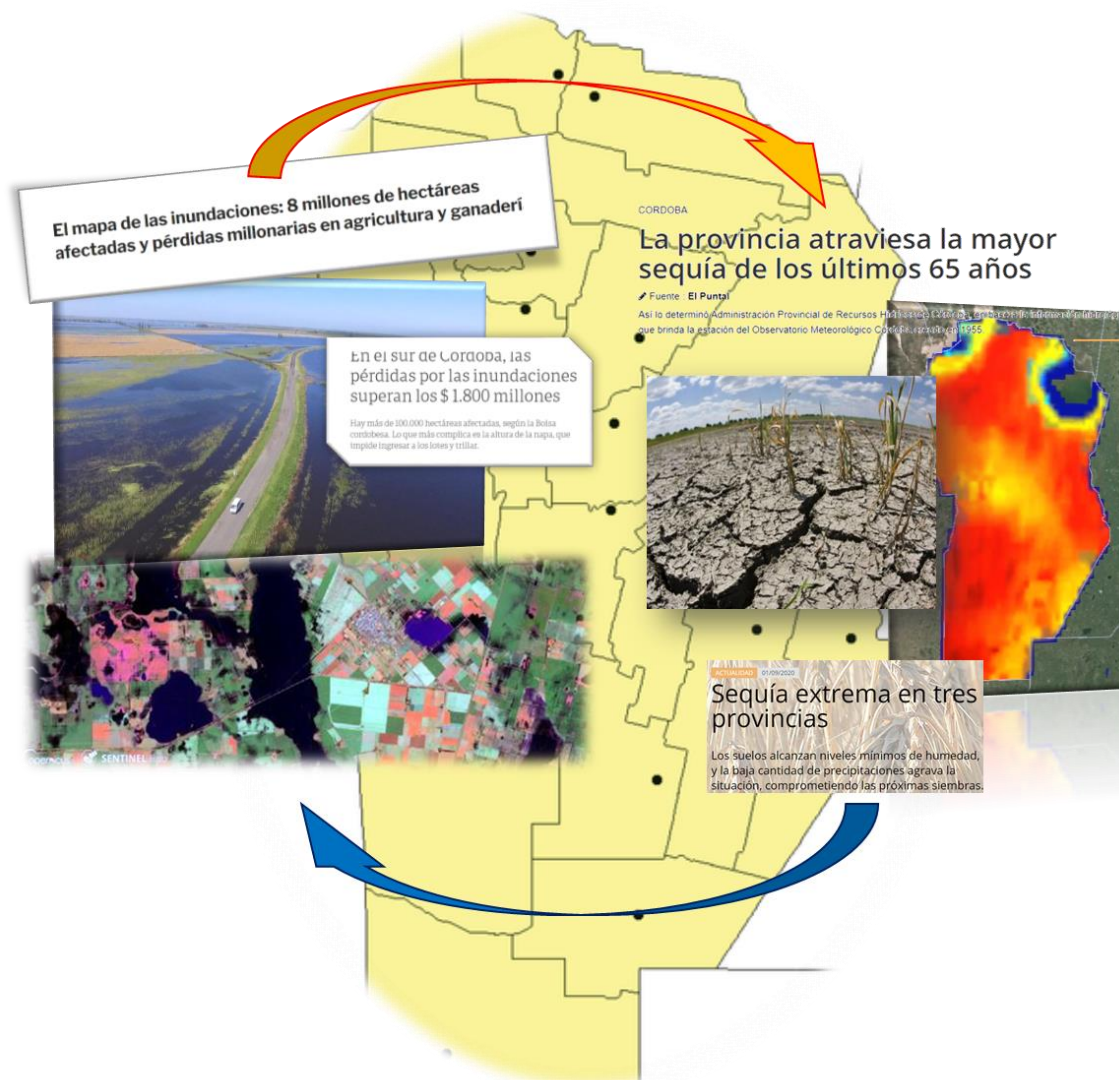 El mapa de las inundaciones: 8 millones de hectáreas
afectadas y pérdidas millonarias en agricultura y ganaderí
En el sur de Córdoba, las
pérdidas por las inundaciones
superan los $ 1.800 millones
Hay más de 100.000 hectáreas afectadas, según la Bolsa
cordobesa. Lo que más complica es la altura de la napa, que
impide ingresar a los lotes y trillar.
SENTINEL
CORDOBA
La provincia atraviesa la mayor
sequía de los últimos 65 años
Fuente : El Puntal
Así lo determinó Administración Provincial de Recursos
que brinda la estación del Observatorio Meteorológico
ACTUALIDAD 01/09/2020
Sequía extrema en tres
provincias
Los suelos alcanzan niveles mínimos de humedad,
y la baja cantidad de precipitaciones agrava la
situación, comprometiendo las próximas siembras.